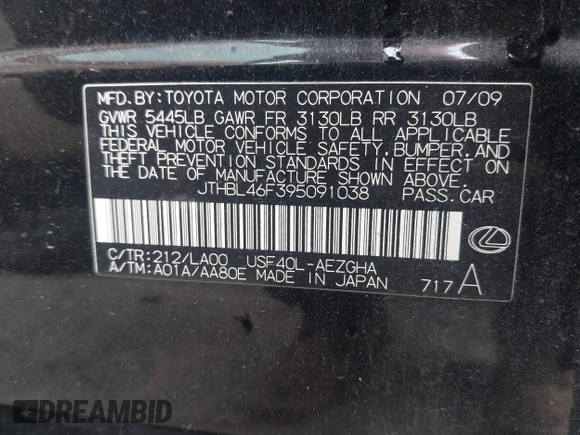 MFD. BY: TOYOTA MOTOR CORPORATION 07/09
GVWR 5445LB GAWR FR 3130LB RR 3130LB
THIS VEHICLE CONFORMS TO ALL APPLICABLE
FEDERAL MOTOR VEHICLE SAFETY, BUMPER, AND
THEFT PREVENTION STANDARDS IN EFFECT ON
THE DATE OF MANUFACTURE SHOWN ABOVE.
JTHBL46F395091038 PASS. CAR
C/TR: 212/LA00 USF40L-AEZGHA
A/TM: A01A/AA80E MADE IN JAPAN 717A
DREAMBID